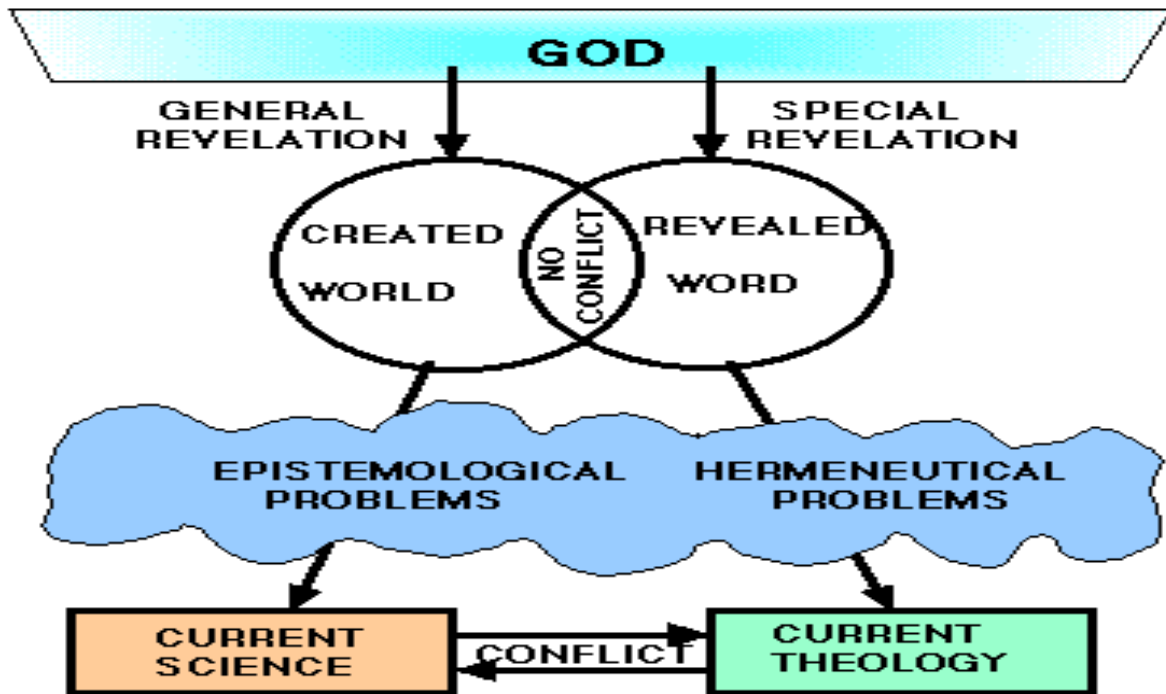 GOD
GENERAL
REVELATION
SPECIAL
REVELATION
CREATED
WORLD
NO
CONFLICT
REVEALED
WORD
EPISTEMOLOGICAL
PROBLEMS
HERMENEUTICAL
PROBLEMS
CURRENT
SCIENCE
CONFLICT
CURRENT
THEOLOGY